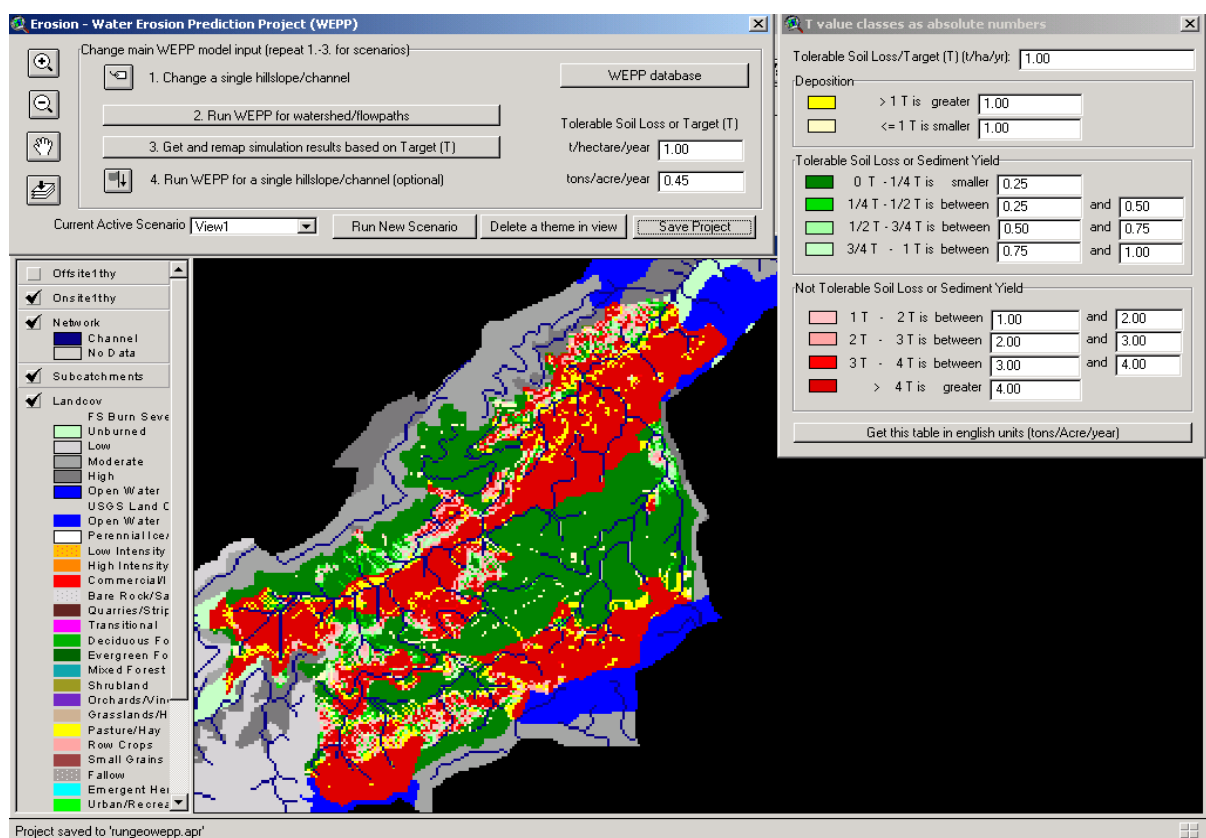 Erosion - Water Erosion Prediction Project (WEPP)
Change main WEPP model input (repeat 1.-3. for scenarios)
1. Change a single hillslope/channel
WEPP database
2. Run WEPP for watershed/flowpaths
Tolerable Soil Loss or Target (T)
3. Get and remap simulation results based on Target (T)
t/hectare/year 1.00
4. Run WEPP for a single hillslope/channel (optional)
tons/acre/year 0.45
Current Active Scenario View1 Run New Scenario Delete a theme in view Save Project
T value classes as absolute numbers
Tolerable Soil Loss/Target (T) (t/ha/yr): 1.00
Deposition
> 1 T is greater 1.00
<= 1 T is smaller 1.00
Tolerable Soil Loss or Sediment Yield
0 T - 1/4 T is smaller 0.25
1/4 T - 1/2 T is between 0.25 and 0.50
1/2 T - 3/4 T is between 0.50 and 0.75
3/4 T - 1 T is between 0.75 and 1.00
Not Tolerable Soil Loss or Sediment Yield
1 T - 2 T is between 1.00 and 2.00
2 T - 3 T is between 2.00 and 3.00
3 T - 4 T is between 3.00 and 4.00
> 4 T is greater 4.00
Get this table in english units (tons/Acre/year)
Offsite1thy
Onsite1thy
Network
Channel
No Data
Subcatchments
Landcov
FS Burn Seve
Unburned
Low
Moderate
High
Open Water
USGS Land C
Open Water
Perennial Ice/
Low Intensity
High Intensity
Commercial/I
Bare Rock/Sa
Quarries/Strip
Transitional
Deciduous Fo
Evergreen Fo
Mixed Forest
Shrubland
Orchards/Vin
Grasslands/H
Pasture/Hay
Row Crops
Small Grains
Fallow
Emergent Her
Urban/Recrea
Project saved to 'rungeowepp.apr'